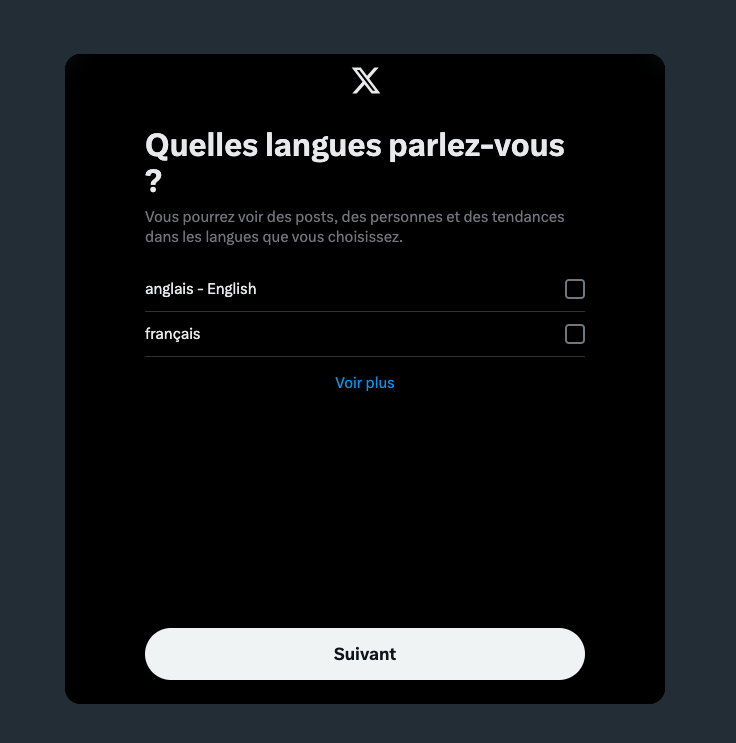 Quelles langues parlez-vous
?
Vous pourrez voir des posts, des personnes et des tendances
dans les langues que vous choisissez.
anglais - English
français
Voir plus
Suivant